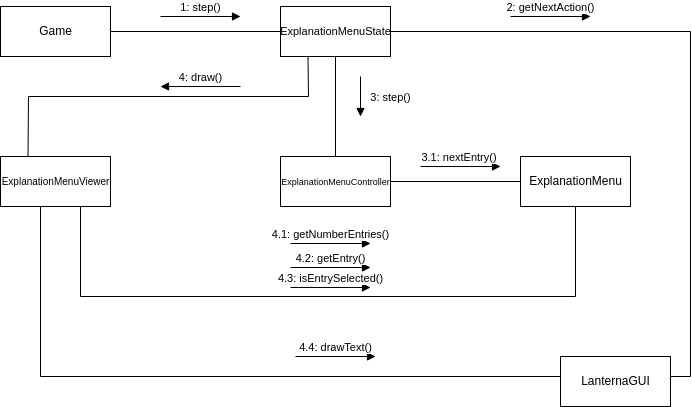 1: step()
2: getNextAction()
Game
ExplanationMenuState
4: draw()
3: step()
3.1: nextEntry()
ExplanationMenuViewer
ExplanationMenuController
ExplanationMenu
4.1: getNumberEntries()
4.2: getEntry()
4.3: isEntrySelected()
4.4: drawText()
LanternaGUI